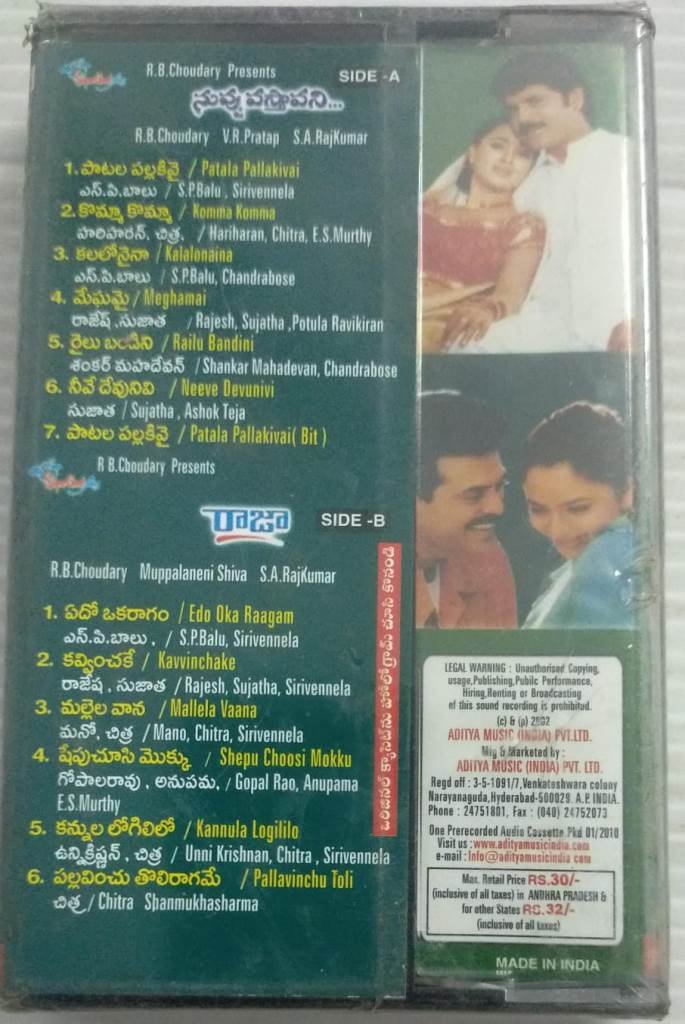 R.B.Choudary Presents
SIDE -A
నువ్వు వస్తావని...
R.B.Choudary V.R.Pratap S.A.RajKumar
1. పాటల పల్లకివై / Patala Pallakivai
ఎస్.పి.బాలు / S.P.Balu, Sirivennela
2. కొమ్మా కొమ్మా / Komma Komma
హరిహరన్, చిత్ర, / Hariharan, Chitra, E.S.Murthy
3. కలలోనైనా / Kalalonaina
ఎస్.పి.బాలు / S.P.Balu, Chandrabose
4. మేఘమై / Meghamai
రాజేష్ ,సుజాత / Rajesh, Sujatha ,Potula Ravikiran
5. రైలు బండిని / Railu Bandini
శంకర్ మహదేవన్ / Shankar Mahadevan, Chandrabose
6. నీవే దేవునివి / Neeve Devunivi
సుజాత / Sujatha , Ashok Teja
7. పాటల పల్లకివై / Patala Pallakivai( Bit )
R B.Choudary Presents
రాజా
SIDE -B
R.B.Choudary Muppalaneni Shiva S.A.RajKumar
1. ఏదో ఒకరాగం / Edo Oka Raagam
ఎస్.పి.బాలు , / S.P.Balu, Sirivennela
2. కవ్వించకే / Kavvinchake
రాజేష్ , సుజాత / Rajesh, Sujatha, Sirivennela
3. మల్లెల వాన / Mallela Vaana
మనో, చిత్ర / Mano, Chitra, Sirivennela
4. షేపుచూసి మొక్కు / Shepu Choosi Mokku
గోపాలరావు , అనుపమ, / Gopal Rao, Anupama
E.S.Murthy
5. కన్నుల లోగిలిలో / Kannula Logililo
ఉన్నికృష్ణన్ , చిత్ర / Unni Krishnan, Chitra , Sirivennela
6. పల్లవించు తొలిరాగమే / Pallavinchu Toli
చిత్ర / Chitra Shanmukhasharma
ఒరిజినల్ క్యాసెట్‌ను హోలోగ్రామ్ చూసి కొనండి
LEGAL WARNING : Unauthorised Copying,
usage,Publishing,Pubilc Performance,
Hiring,Renting or Broadcasting
of this sound recording is prohibited.
(c) & (p) 2002
ADITYA MUSIC (INDIA) PVT.LTD.
Mfg & Marketed by :
ADITYA MUSIC (INDIA) PVT. LTD.
Regd off : 3-5-1091/7,Venkateshwara colony
Narayanaguda,Hyderabad-500029. A.P. INDIA.
Phone : 24751801, Fax : (040) 24752073
One Prerecorded Audio Cassette Pkd 01/2010
Visit us : www.adityamusicindia.com
e-mail : Info@adityamusicindia.com
Max. Retail Price RS.30/-
(inclusive of all taxes) in ANDHRA PRADESH &
for other States RS.32/-
(inclusive of all taxes)
MADE IN INDIA